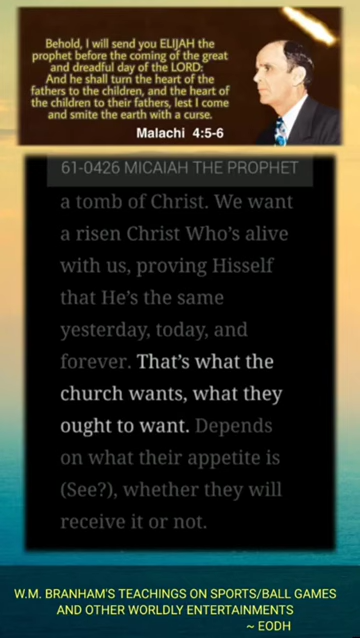 Behold, I will send you ELIJAH the
prophet before the coming of the great
and dreadful day of the LORD:
And he shall turn the heart of the
fathers to the children, and the heart of
the children to their fathers, lest I come
and smite the earth with a curse.
Malachi 4:5-6
61-0426 MICAIAH THE PROPHET
a tomb of Christ. We want
a risen Christ Who's alive
with us, proving Hisself
that He's the same
yesterday, today, and
forever. That's what the
church wants, what they
ought to want. Depends
on what their appetite is
(See?), whether they will
receive it or not.
W.M. BRANHAM'S TEACHINGS ON SPORTS/BALL GAMES
AND OTHER WORLDLY ENTERTAINMENTS
~ EODH